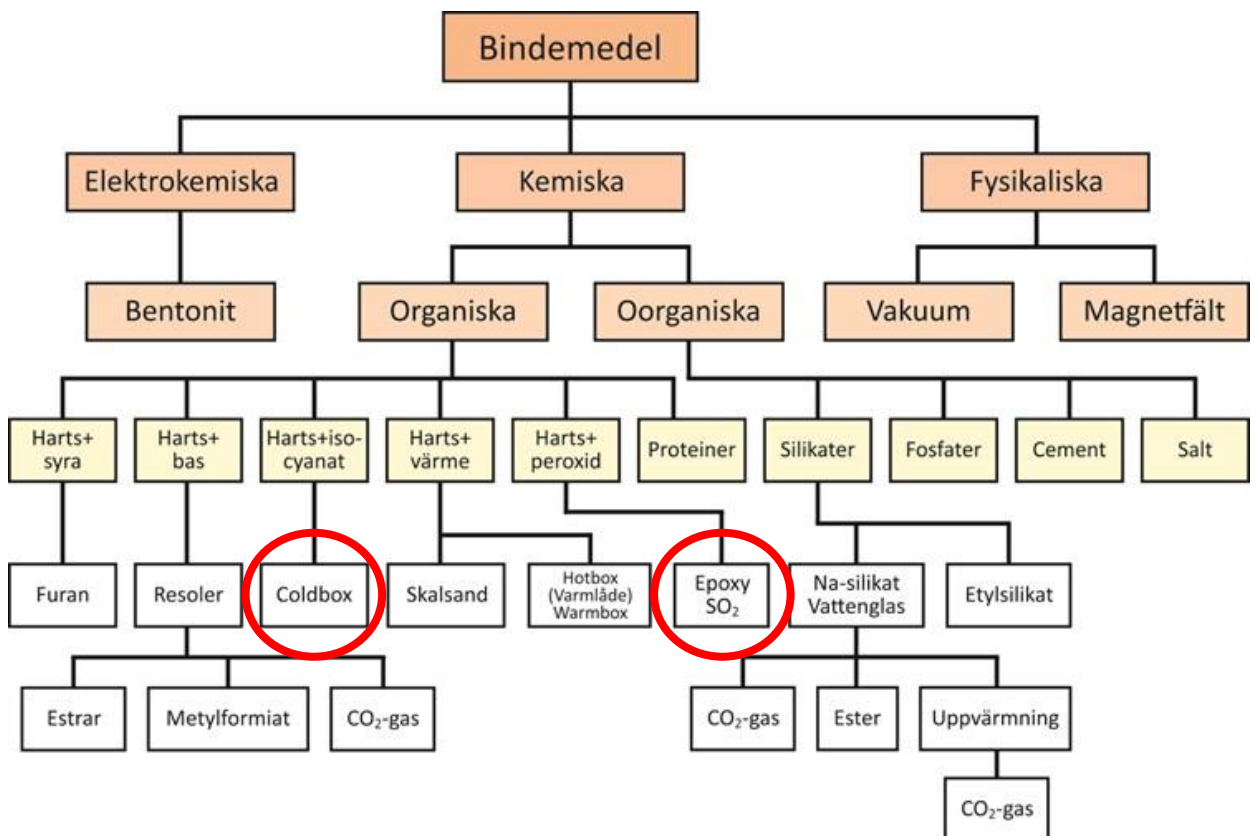 Bindemedel
Elektrokemiska
Kemiska
Fysikaliska
Bentonit
Organiska
Oorganiska
Vakuum
Magnetfält
Harts+
syra
Harts+
bas
Harts+iso-
cyanat
Harts+
värme
Harts+
peroxid
Proteiner
Silikater
Fosfater
Cement
Salt
Furan
Resoler
Coldbox
Skalsand
Hotbox
(Varmlåde)
Warmbox
Epoxy
SO₂
Na-silikat
Vattenglas
Etylsilikat
Estrar
Metylformiat
CO₂-gas
CO₂-gas
Ester
Uppvärmning
CO₂-gas